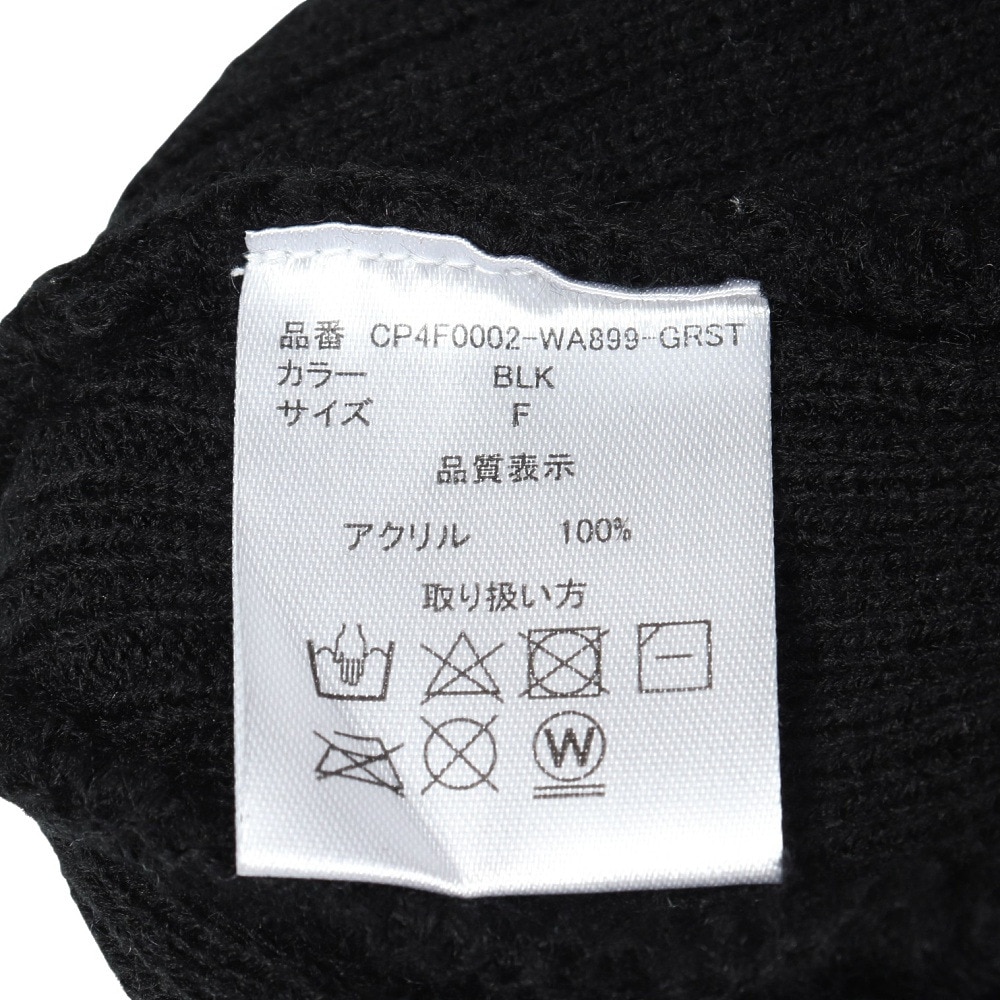 品番 CP4F0002-WA899-GRST
カラー BLK
サイズ F
品質表示
アクリル 100%
取り扱い方
W